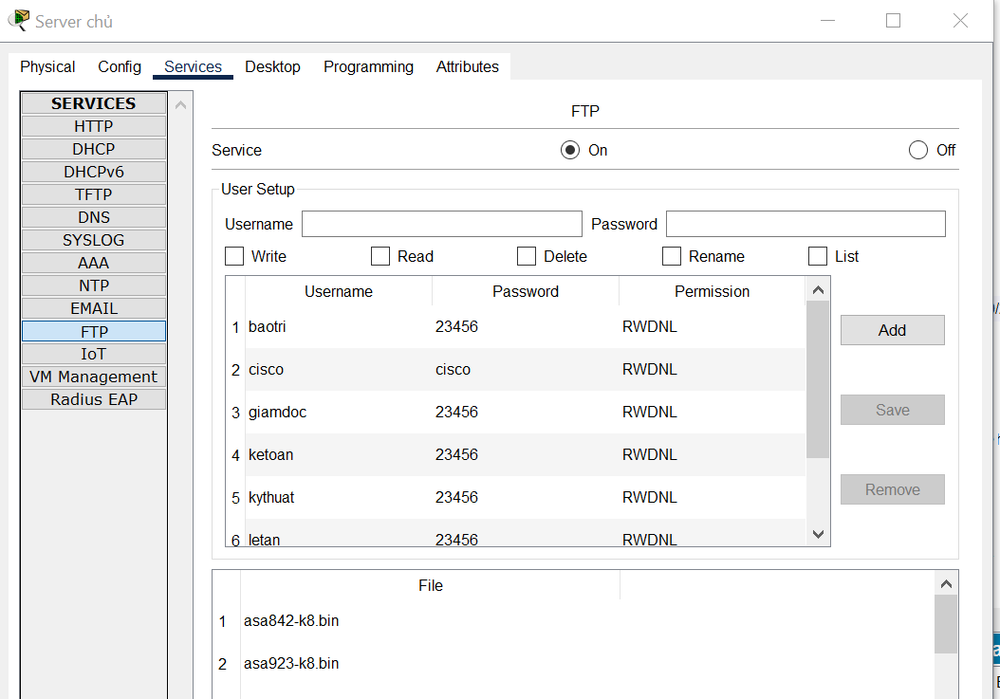 Server chủ
Physical Config Services Desktop Programming Attributes
SERVICES
HTTP
DHCP
DHCPv6
TFTP
DNS
SYSLOG
AAA
NTP
EMAIL
FTP
IoT
VM Management
Radius EAP
FTP
Service On Off
User Setup
Username Password
Write Read Delete Rename List
Username Password Permission
1 baotri 23456 RWDNL
2 cisco cisco RWDNL
3 giamdoc 23456 RWDNL
4 ketoan 23456 RWDNL
5 kythuat 23456 RWDNL
6 letan 23456 RWDNL
Add
Save
Remove
File
1 asa842-k8.bin
2 asa923-k8.bin